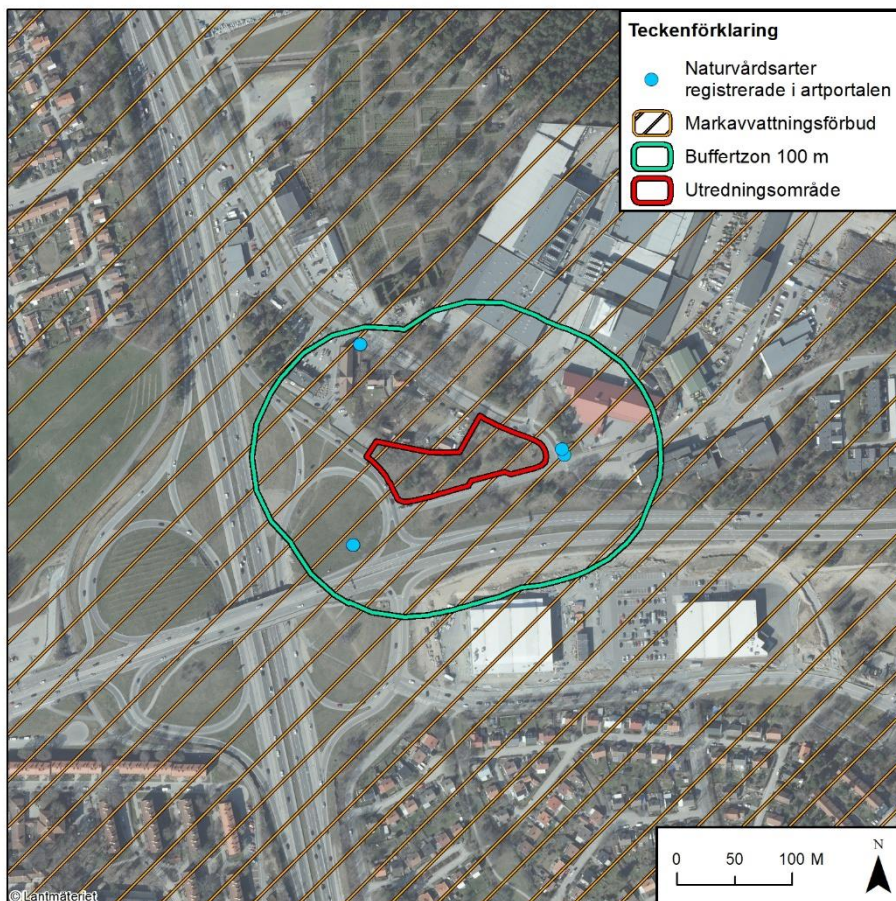 Teckenförklaring
Naturvårdsarter
registrerade i artportalen
Markavvattningsförbud
Buffertzon 100 m
Utredningsområde
0 50 100 M
N
© Lantmäteriet